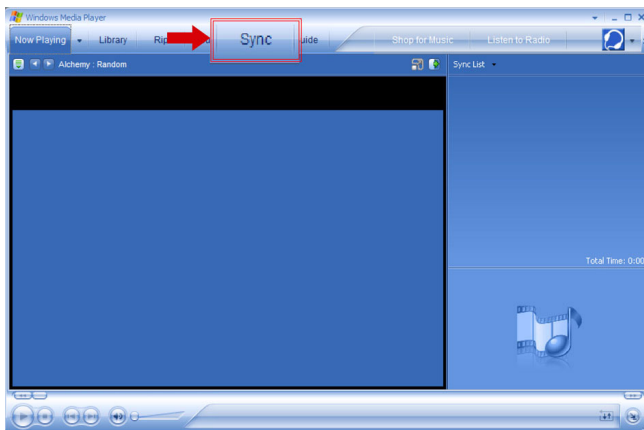 Windows Media Player
Now Playing Library Rip Sync uide Shop for Music Listen to Radio
Alchemy : Random Sync List
Total Time: 0:00